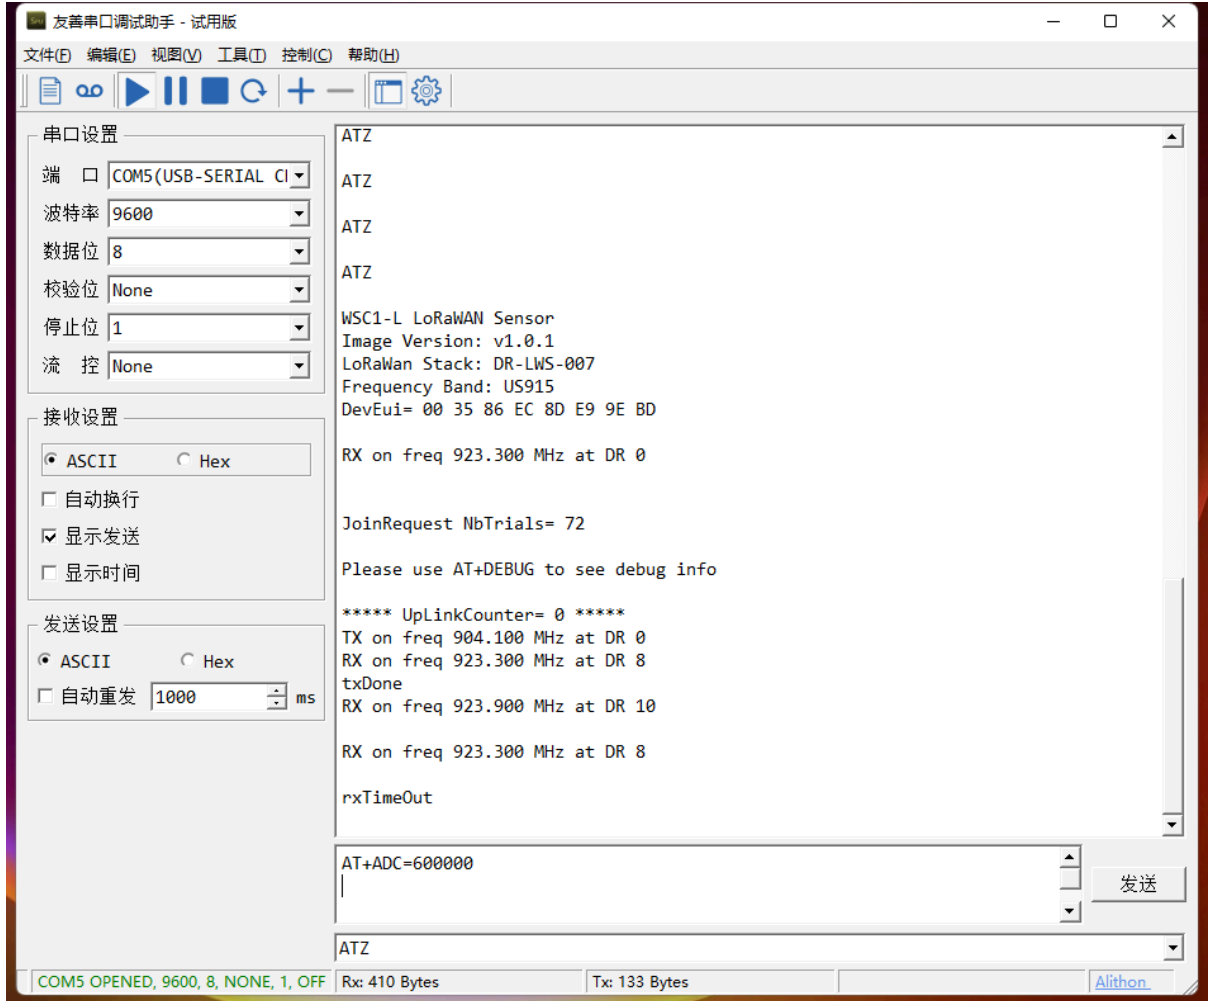 友善串口调试助手 - 试用版
文件(F) 编辑(E) 视图(V) 工具(T) 控制(C) 帮助(H)
串口设置
端 口 COM5(USB-SERIAL CI
波特率 9600
数据位 8
校验位 None
停止位 1
流 控 None
接收设置
ASCII Hex
自动换行
显示发送
显示时间
发送设置
ASCII Hex
自动重发 1000 ms
ATZ
ATZ
ATZ
ATZ
WSC1-L LoRaWAN Sensor
Image Version: v1.0.1
LoRaWan Stack: DR-LWS-007
Frequency Band: US915
DevEui= 00 35 86 EC 8D E9 9E BD
RX on freq 923.300 MHz at DR 0
JoinRequest NbTrials= 72
Please use AT+DEBUG to see debug info
***** UpLinkCounter= 0 *****
TX on freq 904.100 MHz at DR 0
RX on freq 923.300 MHz at DR 8
txDone
RX on freq 923.900 MHz at DR 10
RX on freq 923.300 MHz at DR 8
rxTimeOut
AT+ADC=600000
发送
ATZ
COM5 OPENED, 9600, 8, NONE, 1, OFF Rx: 410 Bytes Tx: 133 Bytes Alithon